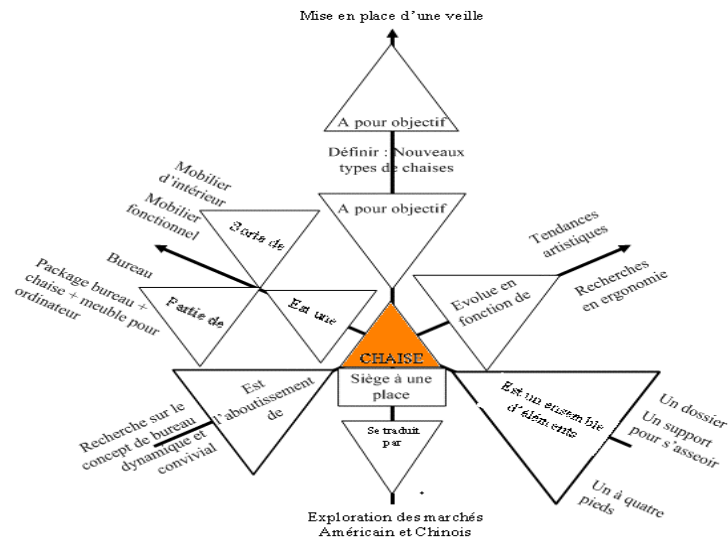 Mise en place d'une veille
A pour objectif
Définir : Nouveaux
types de chaises
A pour objectif
Mobilier
d'intérieur
Mobilier
fonctionnel
Sorte de
Bureau
Package bureau +
chaise + meuble pour
ordinateur
Partie de
Est une
Tendances
artistiques
Recherches
en ergonomie
Evolue en
fonction de
CHAISE
Siège à une
place
Est
l'aboutissement
de
Recherche sur le
concept de bureau
dynamique et
convivial
Se traduit
par
Exploration des marchés
Américain et Chinois
Est un ensemble
d'éléments
Un dossier
Un support
pour s'asseoir
Un à quatre
pieds